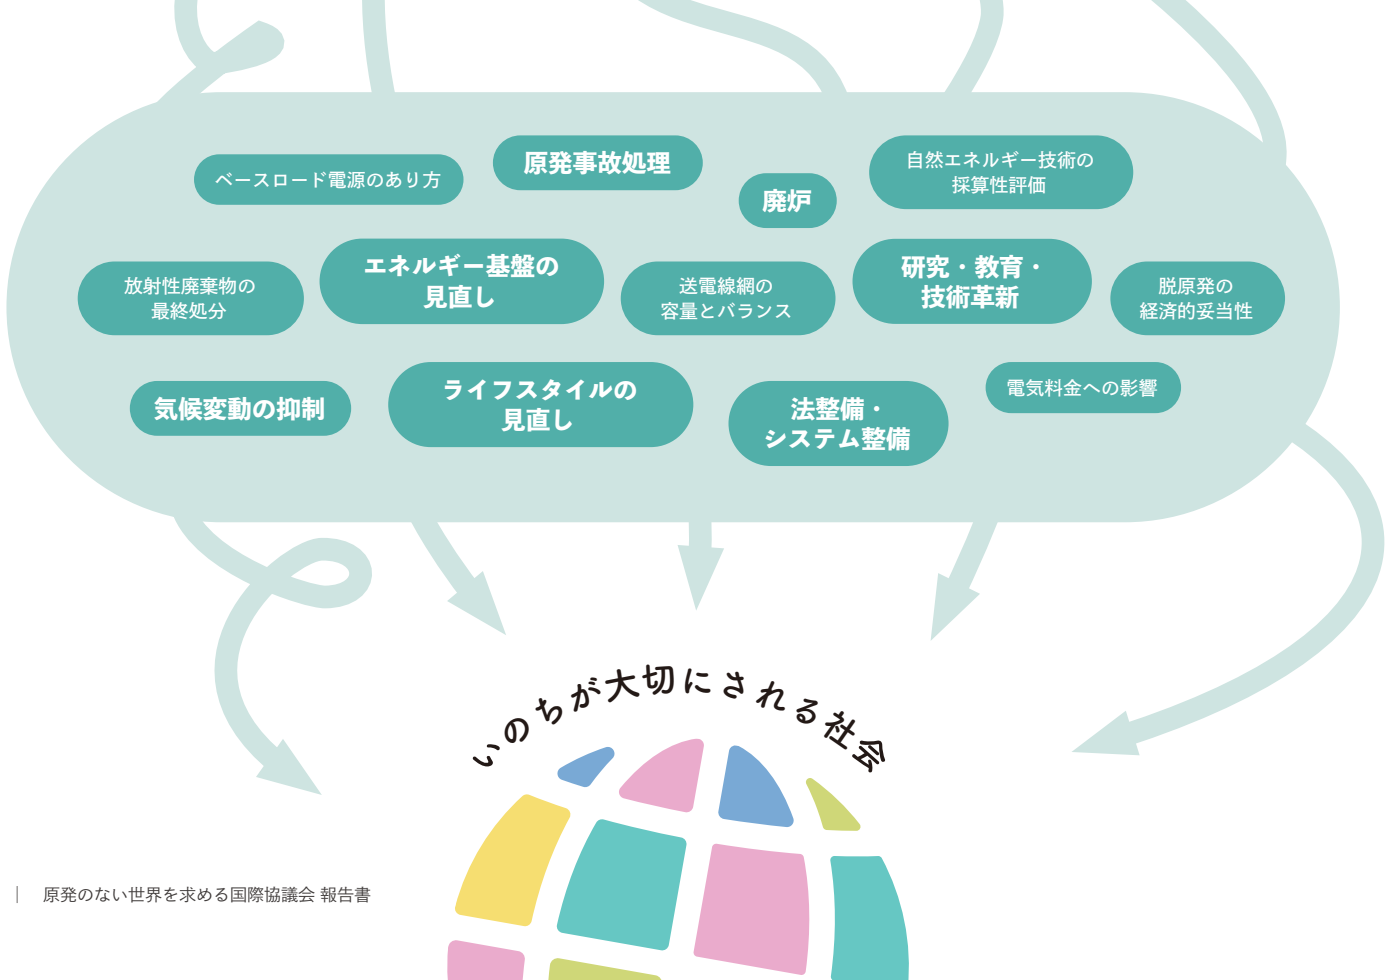 ベースロード電源のあり方
原発事故処理
廃炉
自然エネルギー技術の
採算性評価
放射性廃棄物の
最終処分
エネルギー基盤の
見直し
送電線網の
容量とバランス
研究・教育・
技術革新
脱原発の
経済的妥当性
気候変動の抑制
ライフスタイルの
見直し
法整備・
システム整備
電気料金への影響
いのちが大切にされる社会
｜ 原発のない世界を求める国際協議会 報告書